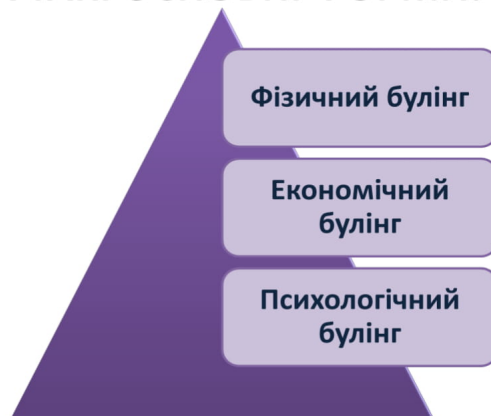 Фізичний булінг
Економічний
булінг
Психологічний
булінг